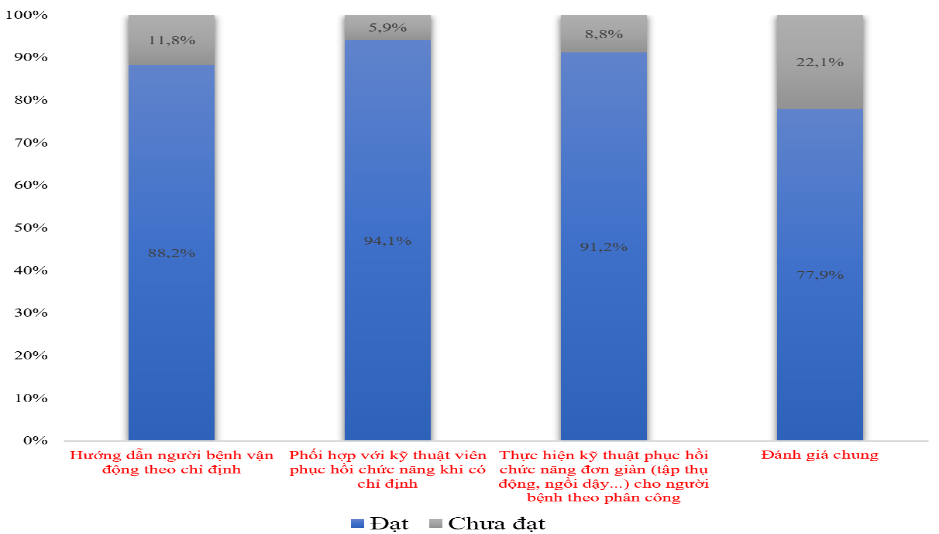 100%
90%
80%
70%
60%
50%
40%
30%
20%
10%
0%
11,8%
5,9%
8,8%
22,1%
88,2%
94,1%
91,2%
77,9%
Hướng dẫn người bệnh vận
động theo chỉ định
Phối hợp với kỹ thuật viên
phục hồi chức năng khi có
chỉ định
Thực hiện kỹ thuật phục hồi
chức năng đơn giản (tập thụ
động, ngồi dậy...) cho người
bệnh theo phân công
Đánh giá chung
Đạt
Chưa đạt